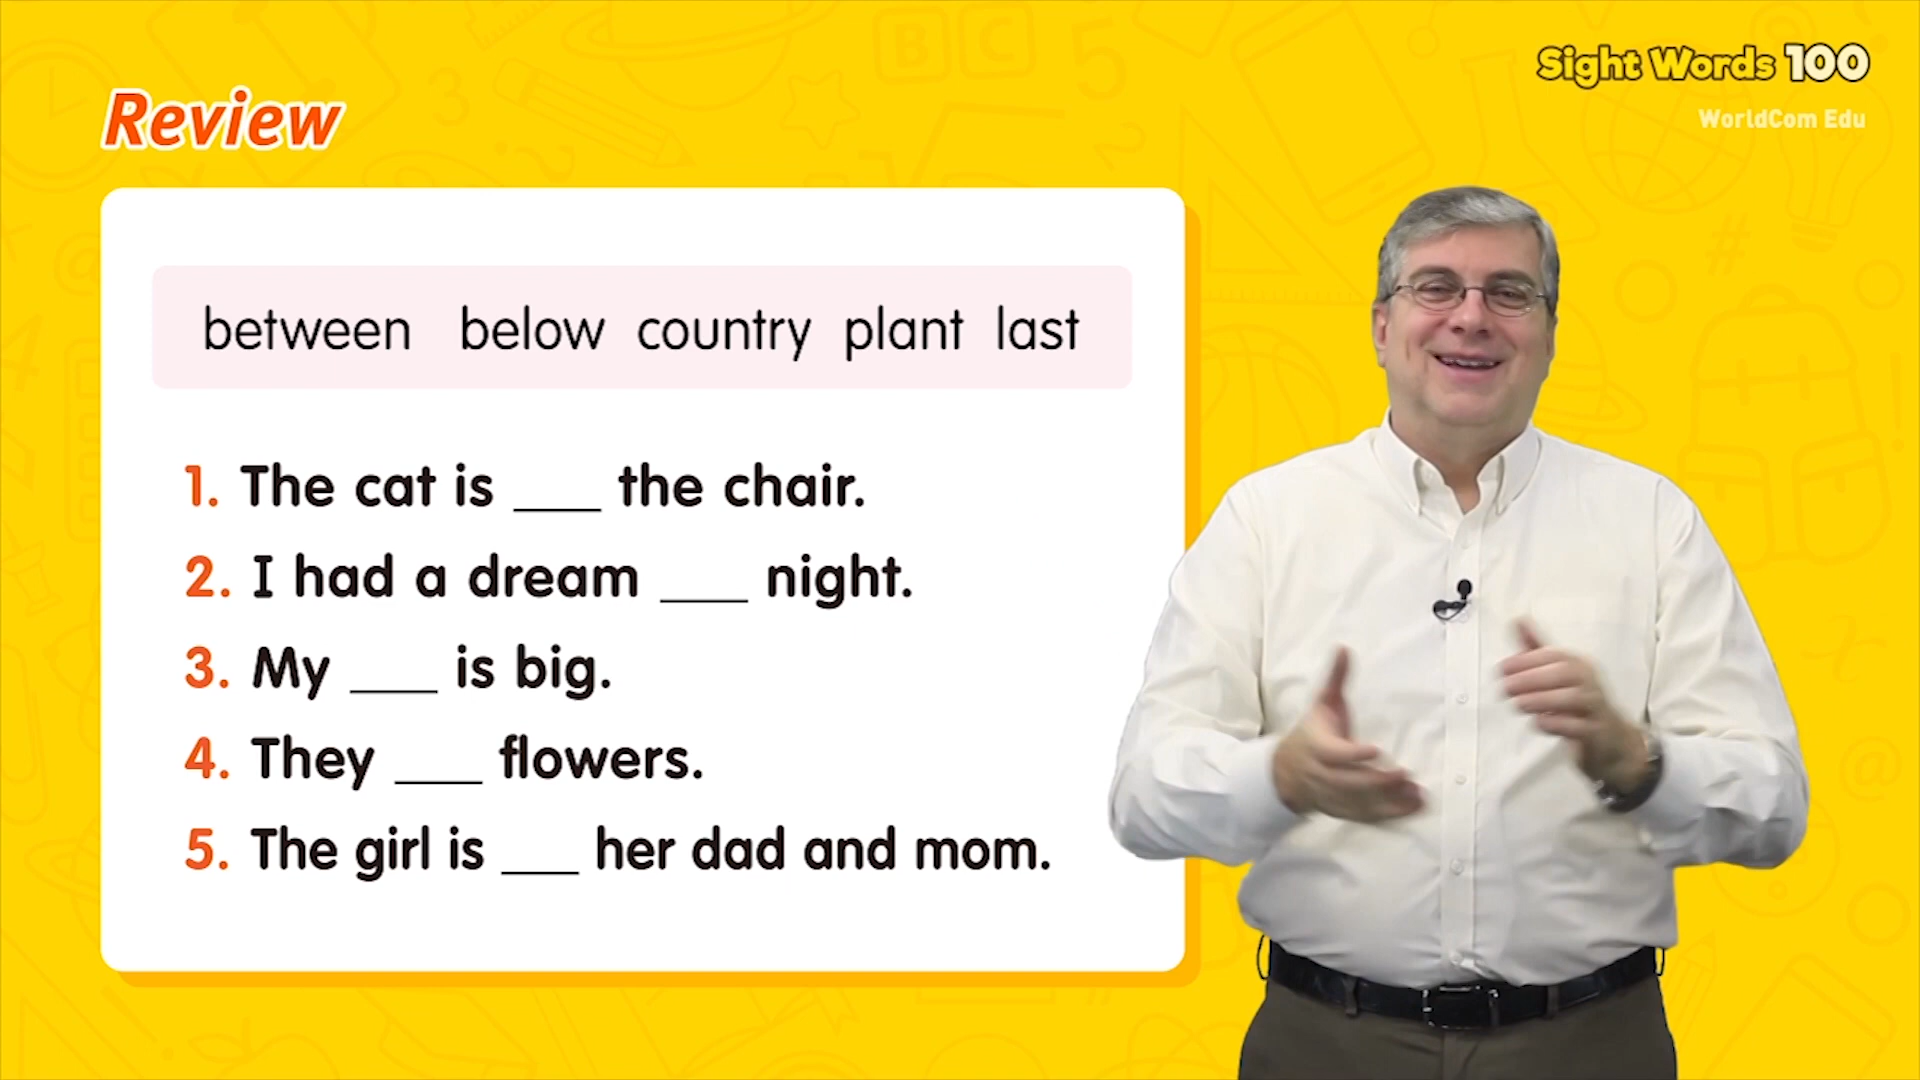 Sight Words 100
WorldCom Edu
Review
between below country plant last
1. The cat is ___ the chair.
2. I had a dream ___ night.
3. My ___ is big.
4. They ___ flowers.
5. The girl is ___ her dad and mom.